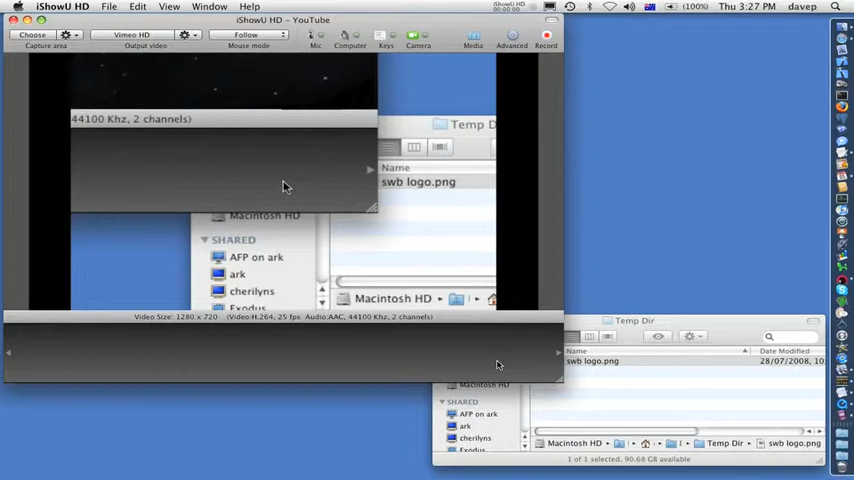 iShowU HD File Edit View Window Help
00:00:00
(100%) Thu 3:27 PM davep
iShowU HD - YouTube
Choose Vimeo HD Follow
Capture area Output video Mouse mode Mic Computer Keys Camera Media Advanced Record
44100 Khz, 2 channels)
Temp D
Name
swb logo.png
Macintosh HD
SHARED
AFP on ark
ark
cherilyns
Exodus
Macintosh HD
Video Size: 1280 x 720 (Video:H.264, 25 fps Audio:AAC, 44100 Khz, 2 channels)
Temp Dir
Name Date Modified
swb logo.png 28/07/2008, 10:
Macintosh HD
SHARED
AFP on ark
ark
cherilyns
Exodus
Macintosh HD Temp Dir swb logo.png
1 of 1 selected, 90.68 GB available